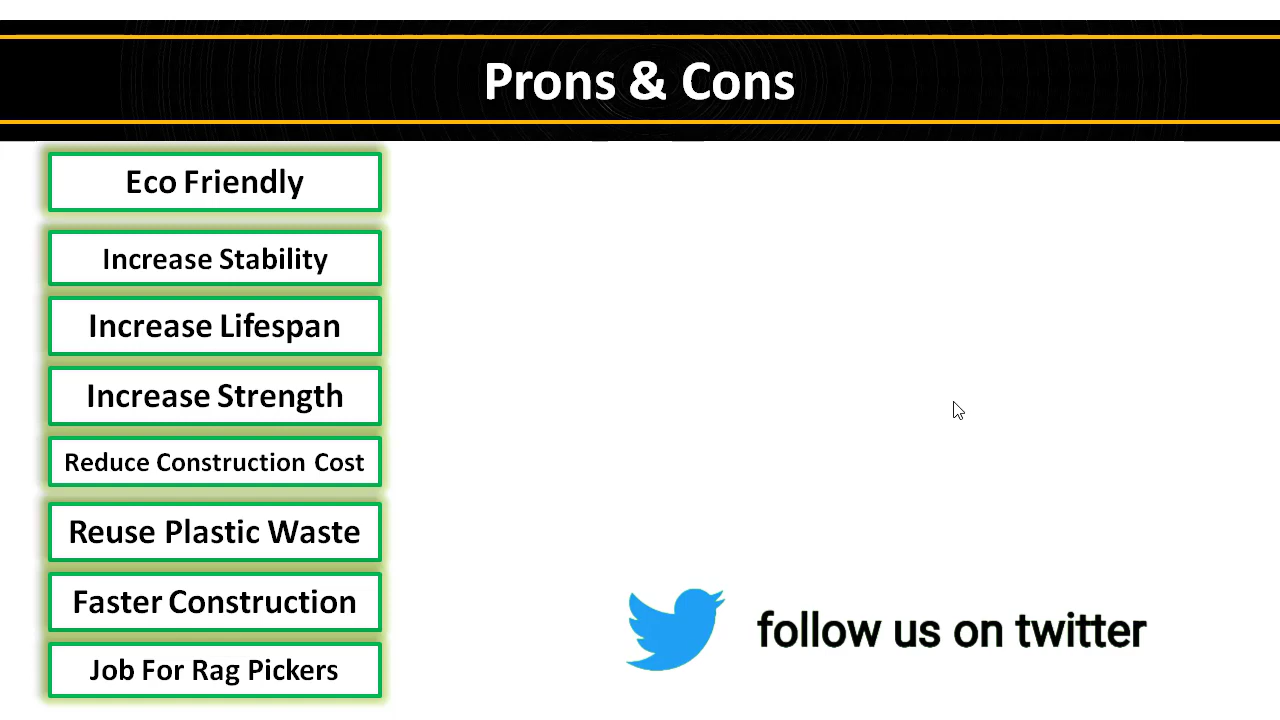 Prons & Cons
Eco Friendly
Increase Stability
Increase Lifespan
Increase Strength
Reduce Construction Cost
Reuse Plastic Waste
Faster Construction
Job For Rag Pickers
follow us on twitter